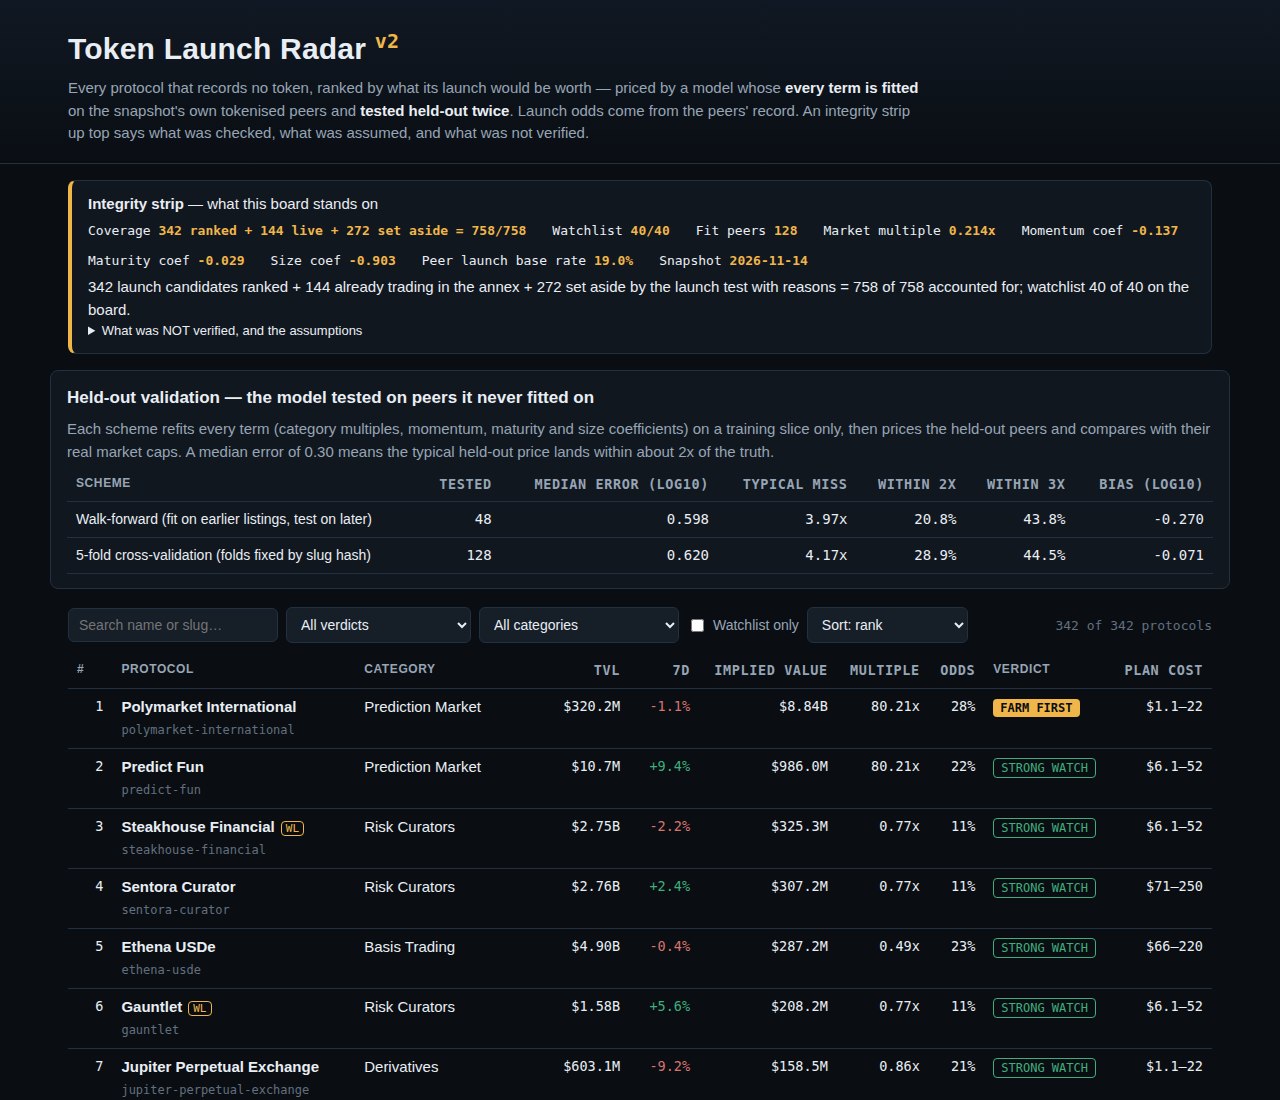 Token Launch Radar v2
Every protocol that records no token, ranked by what its launch would be worth — priced by a model whose every term is fitted
on the snapshot's own tokenised peers and tested held-out twice. Launch odds come from the peers' record. An integrity strip
up top says what was checked, what was assumed, and what was not verified.
Integrity strip — what this board stands on
Coverage 342 ranked + 144 live + 272 set aside = 758/758 Watchlist 40/40 Fit peers 128 Market multiple 0.214x Momentum coef -0.137
Maturity coef -0.029 Size coef -0.903 Peer launch base rate 19.0% Snapshot 2026-11-14
342 launch candidates ranked + 144 already trading in the annex + 272 set aside by the launch test with reasons = 758 of 758 accounted for; watchlist 40 of 40 on the
board.
▶ What was NOT verified, and the assumptions
Held-out validation — the model tested on peers it never fitted on
Each scheme refits every term (category multiples, momentum, maturity and size coefficients) on a training slice only, then prices the held-out peers and compares with their
real market caps. A median error of 0.30 means the typical held-out price lands within about 2x of the truth.
SCHEME TESTED MEDIAN ERROR (LOG10) TYPICAL MISS WITHIN 2X WITHIN 3X BIAS (LOG10)
Walk-forward (fit on earlier listings, test on later) 48 0.598 3.97x 20.8% 43.8% -0.270
5-fold cross-validation (folds fixed by slug hash) 128 0.620 4.17x 28.9% 44.5% -0.071
Search name or slug… All verdicts All categories Watchlist only Sort: rank 342 of 342 protocols
# PROTOCOL CATEGORY TVL 7D IMPLIED VALUE MULTIPLE ODDS VERDICT PLAN COST
1 Polymarket International Prediction Market $320.2M -1.1% $8.84B 80.21x 28% FARM FIRST $1.1–22
polymarket-international
2 Predict Fun Prediction Market $10.7M +9.4% $986.0M 80.21x 22% STRONG WATCH $6.1–52
predict-fun
3 Steakhouse Financial WL Risk Curators $2.75B -2.2% $325.3M 0.77x 11% STRONG WATCH $6.1–52
steakhouse-financial
4 Sentora Curator Risk Curators $2.76B +2.4% $307.2M 0.77x 11% STRONG WATCH $71–250
sentora-curator
5 Ethena USDe Basis Trading $4.90B -0.4% $287.2M 0.49x 23% STRONG WATCH $66–220
ethena-usde
6 Gauntlet WL Risk Curators $1.58B +5.6% $208.2M 0.77x 11% STRONG WATCH $6.1–52
gauntlet
7 Jupiter Perpetual Exchange Derivatives $603.1M -9.2% $158.5M 0.86x 21% STRONG WATCH $1.1–22
jupiter-perpetual-exchange